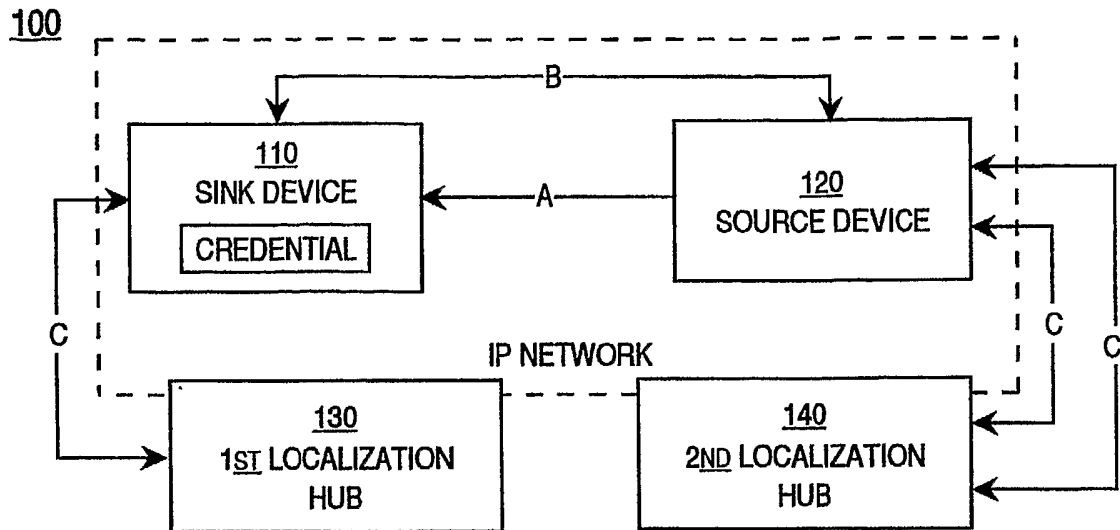 100
B
110
SINK DEVICE
CREDENTIAL
A
120
SOURCE DEVICE
C
C
C
IP NETWORK
130
1ST LOCALIZATION
HUB
140
2ND LOCALIZATION
HUB